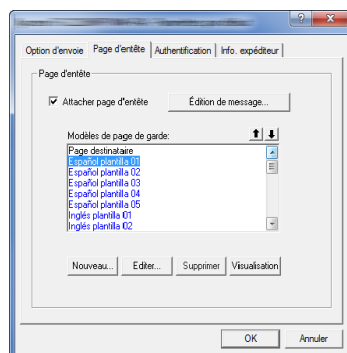 Option d'envoie Page d'entête Authentification Info. expéditeur
Page d'entête
Attacher page d'entête Édition de message...
Modèles de page de garde:
Page destinataire
Español plantilla 01
Español plantilla 02
Español plantilla 03
Español plantilla 04
Español plantilla 05
Inglés plantilla 01
Inglés plantilla 02
Nouveau... Editer... Supprimer Visualisation
OK Annuler